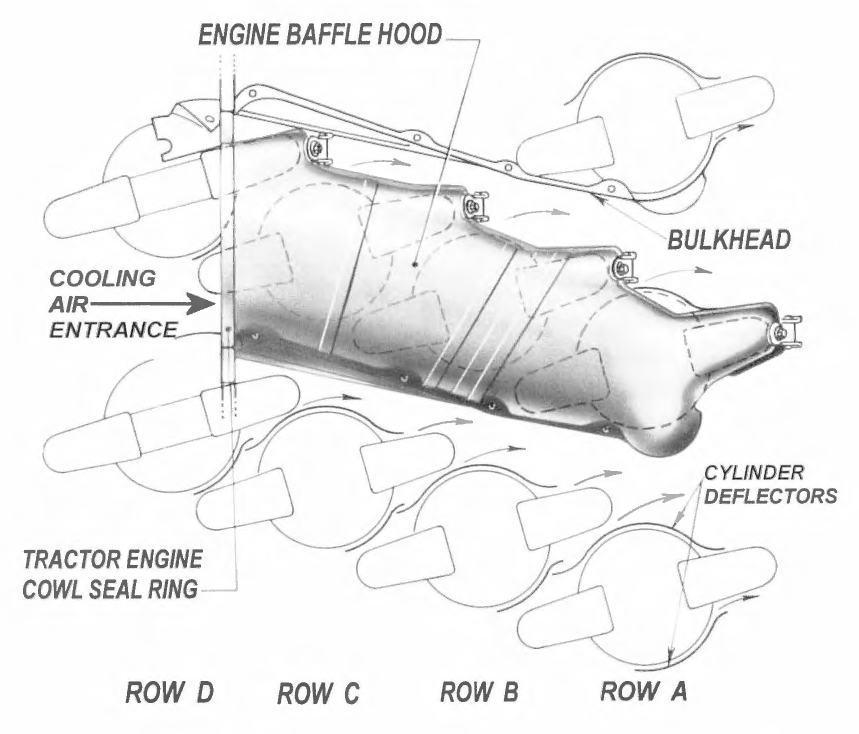 ENGINE BAFFLE HOOD
BULKHEAD
COOLING
AIR
ENTRANCE
CYLINDER
DEFLECTORS
TRACTOR ENGINE
COWL SEAL RING
ROW D ROW C ROW B ROW A